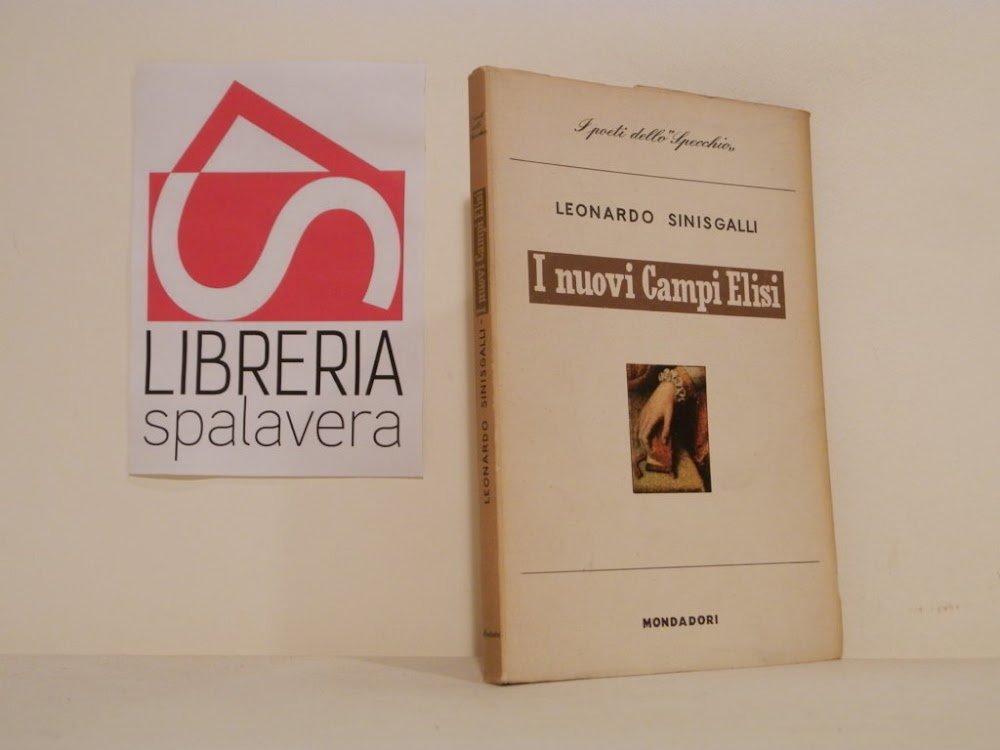 LIBRERIA
spalavera
I poeti dello "Specchio„
LEONARDO SINISGALLI
I nuovi Campi Elisi
MONDADORI
LEONARDO SINISGALLI - I nuovi Campi Elisi